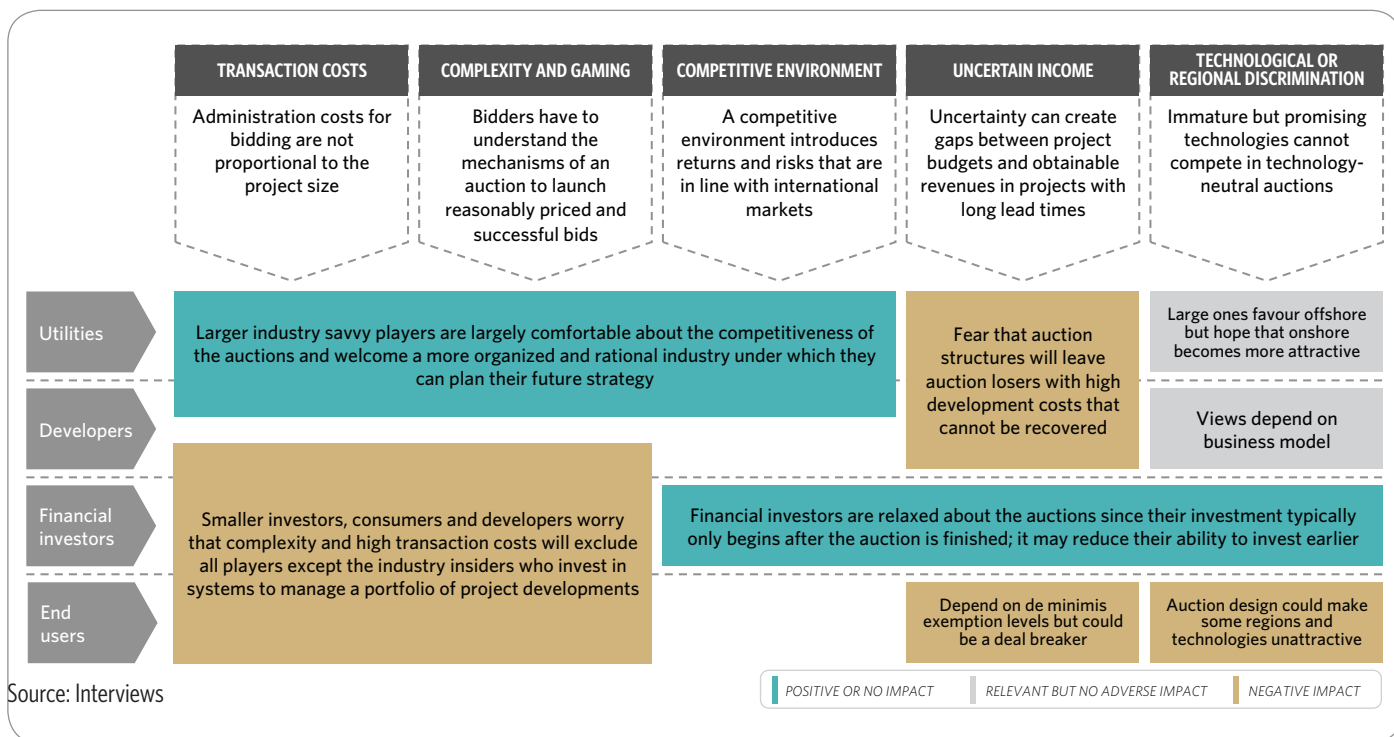 TRANSACTION COSTS
COMPLEXITY AND GAMING
COMPETITIVE ENVIRONMENT
UNCERTAIN INCOME
TECHNOLOGICAL OR
REGIONAL DISCRIMINATION
Administration costs for
bidding are not
proportional to the
project size
Bidders have to
understand the
mechanisms of an
auction to launch
reasonably priced and
successful bids
A competitive
environment introduces
returns and risks that are
in line with international
markets
Uncertainty can create
gaps between project
budgets and obtainable
revenues in projects with
long lead times
Immature but promising
technologies cannot
compete in technology-
neutral auctions
Utilities
Larger industry savvy players are largely comfortable about the competitiveness of
the auctions and welcome a more organized and rational industry under which they
can plan their future strategy
Fear that auction
structures will leave
auction losers with high
development costs that
cannot be recovered
Large ones favour offshore
but hope that onshore
becomes more attractive
Developers
Views depend on
business model
Financial
investors
Smaller investors, consumers and developers worry
that complexity and high transaction costs will exclude
all players except the industry insiders who invest in
systems to manage a portfolio of project developments
Financial investors are relaxed about the auctions since their investment typically
only begins after the auction is finished; it may reduce their ability to invest earlier
End
users
Depend on de minimis
exemption levels but could
be a deal breaker
Auction design could make
some regions and
technologies unattractive
Source: Interviews
POSITIVE OR NO IMPACT
RELEVANT BUT NO ADVERSE IMPACT
NEGATIVE IMPACT